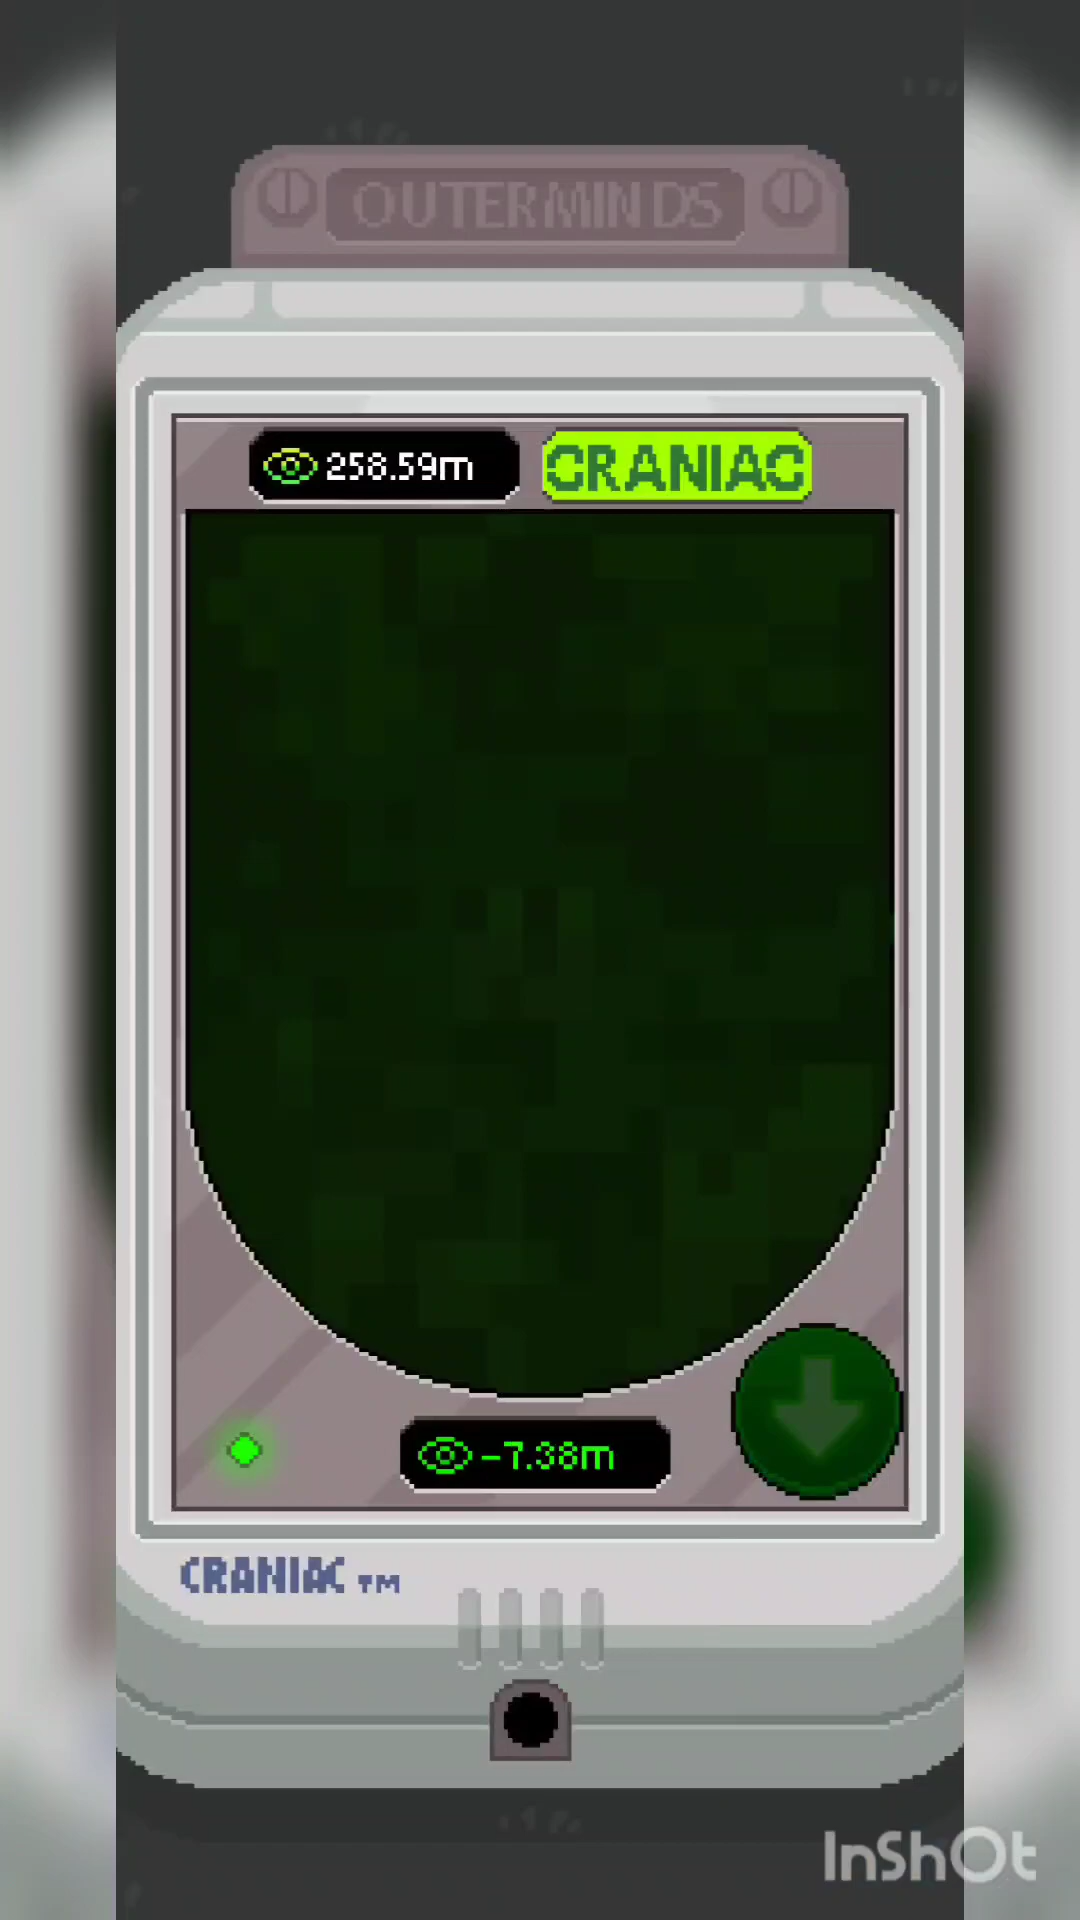 OUTERMINDS
258.59m
CRANIAC
-7.38m
CRANIAC TM
InShOt